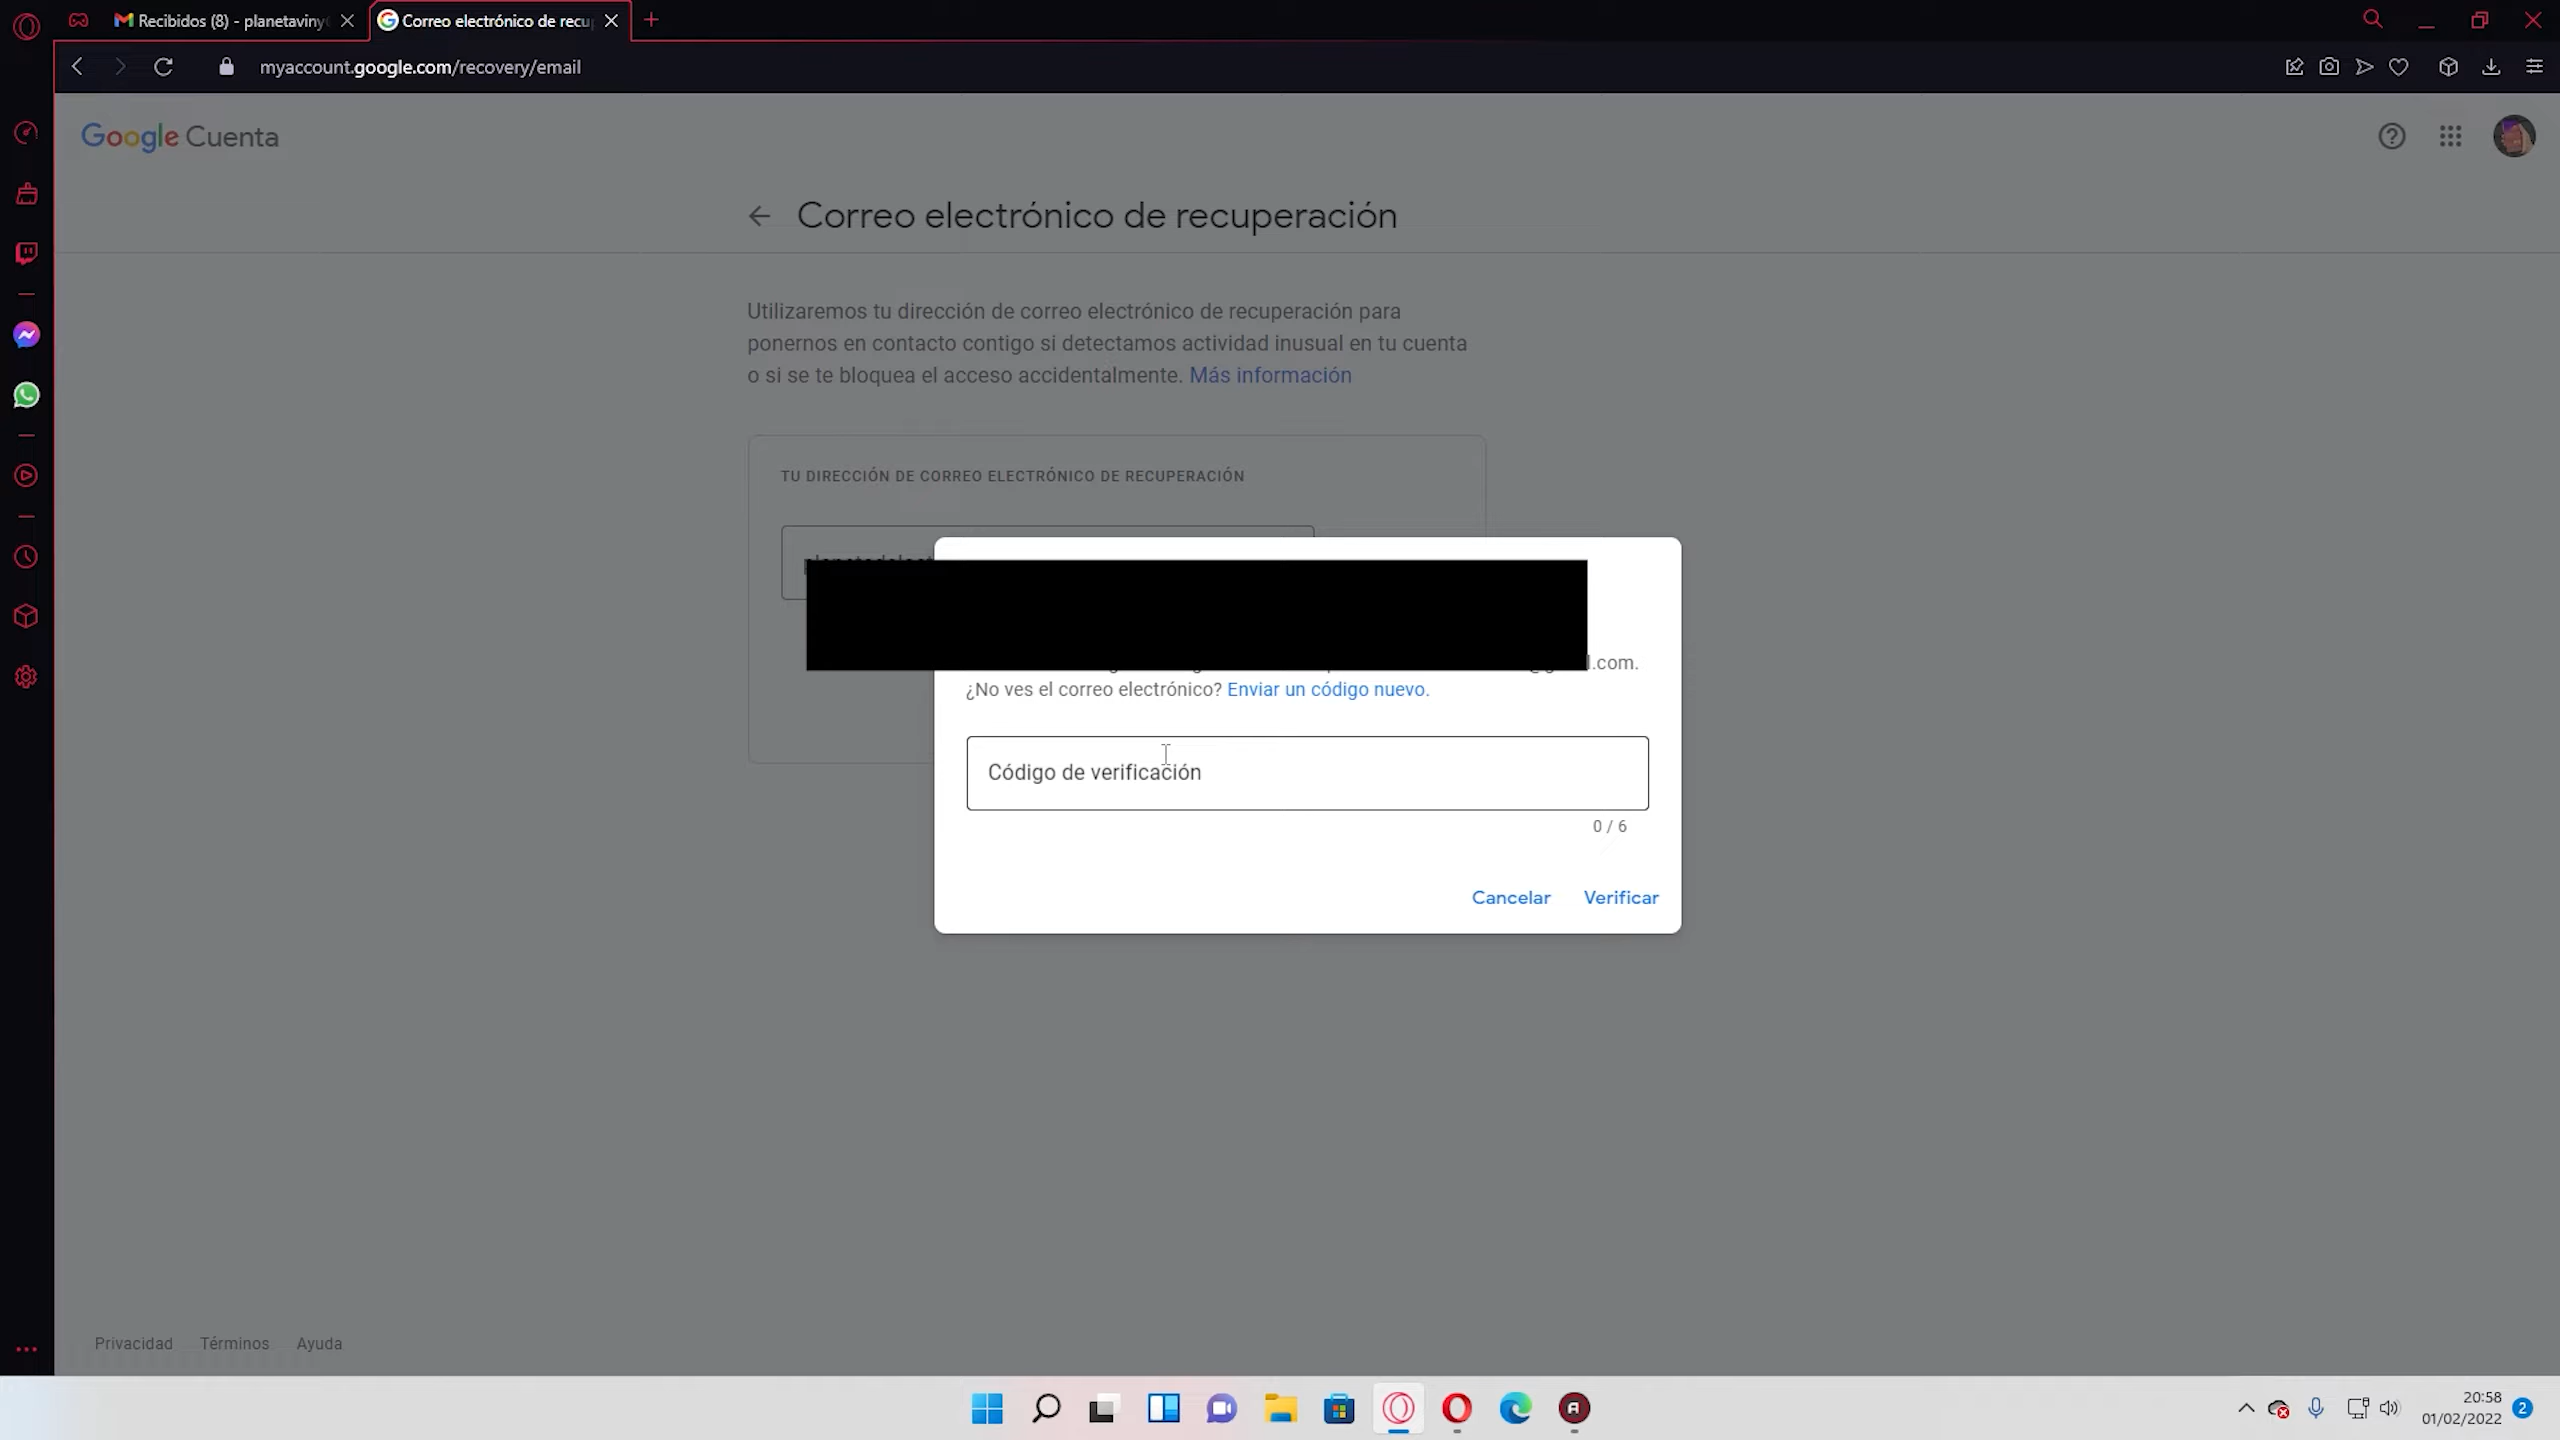 Recibidos (8) - planetaviny
Correo electrónico de recu
myaccount.google.com/recovery/email
Google Cuenta
Correo electrónico de recuperación
Utilizaremos tu dirección de correo electrónico de recuperación para
ponernos en contacto contigo si detectamos actividad inusual en tu cuenta
o si se te bloquea el acceso accidentalmente. Más información
TU DIRECCIÓN DE CORREO ELECTRÓNICO DE RECUPERACIÓN
.com.
¿No ves el correo electrónico? Enviar un código nuevo.
Código de verificación
0 / 6
Cancelar Verificar
Privacidad Términos Ayuda
20:58
01/02/2022
2